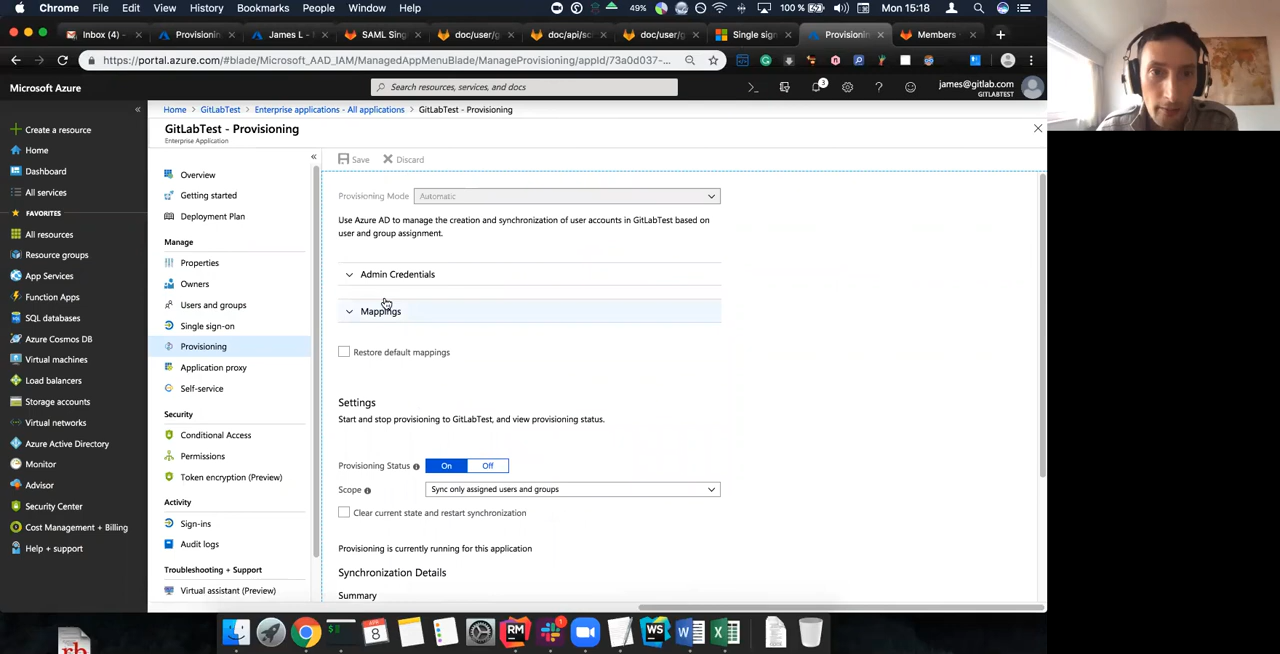 Chrome File Edit View History Bookmarks People Window Help 49% 100 % Mon 15:18
Inbox (4) - Provisionin James L - SAML Sing doc/user/g doc/api/sc doc/user/g Single sign Provisionin Members
https://portal.azure.com/#blade/Microsoft_AAD_IAM/ManagedAppMenuBlade/ManageProvisioning/appId/73a0d037-...
Microsoft Azure
Search resources, services, and docs
3
james@gitlab.com
GITLABTEST
Create a resource
Home
Dashboard
All services
FAVORITES
All resources
Resource groups
App Services
Function Apps
SQL databases
Azure Cosmos DB
Virtual machines
Load balancers
Storage accounts
Virtual networks
Azure Active Directory
Monitor
Advisor
Security Center
Cost Management + Billing
Help + support
Home > GitLabTest > Enterprise applications - All applications > GitLabTest - Provisioning
GitLabTest - Provisioning
Enterprise Application
Overview
Getting started
Deployment Plan
Manage
Properties
Owners
Users and groups
Single sign-on
Provisioning
Application proxy
Self-service
Security
Conditional Access
Permissions
Token encryption (Preview)
Activity
Sign-ins
Audit logs
Troubleshooting + Support
Virtual assistant (Preview)
Save Discard
Provisioning Mode Automatic
Use Azure AD to manage the creation and synchronization of user accounts in GitLabTest based on
user and group assignment.
Admin Credentials
Mappings
Restore default mappings
Settings
Start and stop provisioning to GitLabTest, and view provisioning status.
Provisioning Status On Off
Scope Sync only assigned users and groups
Clear current state and restart synchronization
Provisioning is currently running for this application
Synchronization Details
Summary
APR
8
RM
1
WS
rb